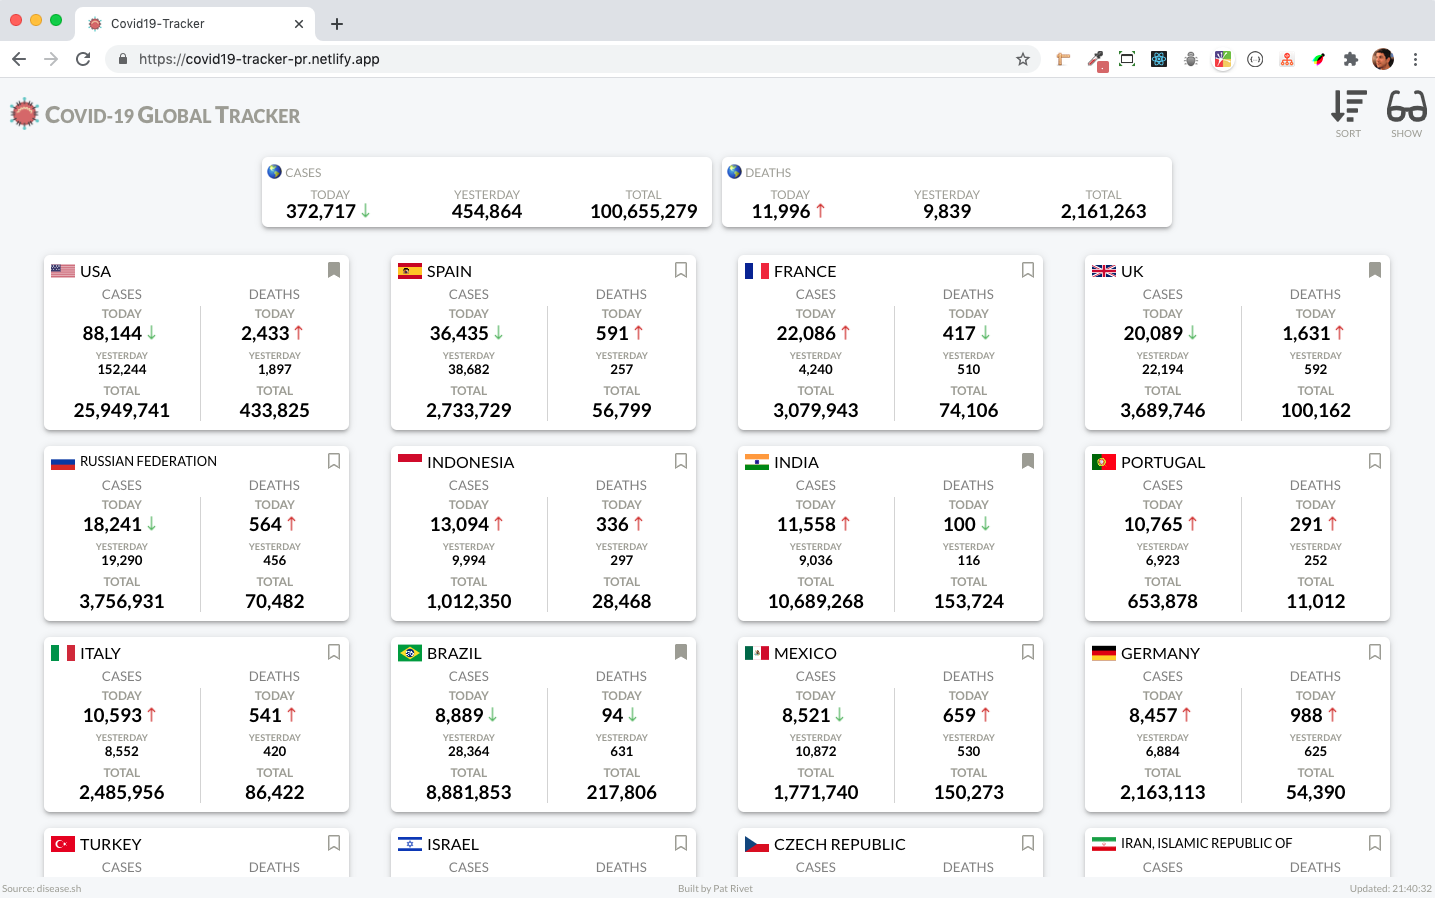 Covid19-Tracker
https://covid19-tracker-pr.netlify.app
COVID-19 GLOBAL TRACKER
SORT
SHOW
CASES
TODAY YESTERDAY TOTAL
372,717 ↓ 454,864 100,655,279
DEATHS
TODAY YESTERDAY TOTAL
11,996 ↑ 9,839 2,161,263
USA
CASES DEATHS
TODAY TODAY
88,144 ↓ 2,433 ↑
YESTERDAY YESTERDAY
152,244 1,897
TOTAL TOTAL
25,949,741 433,825
SPAIN
CASES DEATHS
TODAY TODAY
36,435 ↓ 591 ↑
YESTERDAY YESTERDAY
38,682 257
TOTAL TOTAL
2,733,729 56,799
FRANCE
CASES DEATHS
TODAY TODAY
22,086 ↑ 417 ↓
YESTERDAY YESTERDAY
4,240 510
TOTAL TOTAL
3,079,943 74,106
UK
CASES DEATHS
TODAY TODAY
20,089 ↓ 1,631 ↑
YESTERDAY YESTERDAY
22,194 592
TOTAL TOTAL
3,689,746 100,162
RUSSIAN FEDERATION
CASES DEATHS
TODAY TODAY
18,241 ↓ 564 ↑
YESTERDAY YESTERDAY
19,290 456
TOTAL TOTAL
3,756,931 70,482
INDONESIA
CASES DEATHS
TODAY TODAY
13,094 ↑ 336 ↑
YESTERDAY YESTERDAY
9,994 297
TOTAL TOTAL
1,012,350 28,468
INDIA
CASES DEATHS
TODAY TODAY
11,558 ↑ 100 ↓
YESTERDAY YESTERDAY
9,036 116
TOTAL TOTAL
10,689,268 153,724
PORTUGAL
CASES DEATHS
TODAY TODAY
10,765 ↑ 291 ↑
YESTERDAY YESTERDAY
6,923 252
TOTAL TOTAL
653,878 11,012
ITALY
CASES DEATHS
TODAY TODAY
10,593 ↑ 541 ↑
YESTERDAY YESTERDAY
8,552 420
TOTAL TOTAL
2,485,956 86,422
BRAZIL
CASES DEATHS
TODAY TODAY
8,889 ↓ 94 ↓
YESTERDAY YESTERDAY
28,364 631
TOTAL TOTAL
8,881,853 217,806
MEXICO
CASES DEATHS
TODAY TODAY
8,521 ↓ 659 ↑
YESTERDAY YESTERDAY
10,872 530
TOTAL TOTAL
1,771,740 150,273
GERMANY
CASES DEATHS
TODAY TODAY
8,457 ↑ 988 ↑
YESTERDAY YESTERDAY
6,884 625
TOTAL TOTAL
2,163,113 54,390
TURKEY
CASES DEATHS
ISRAEL
CASES DEATHS
CZECH REPUBLIC
CASES DEATHS
IRAN, ISLAMIC REPUBLIC OF
CASES DEATHS
Source: disease.sh
Built by Pat Rivet
Updated: 21:40:32